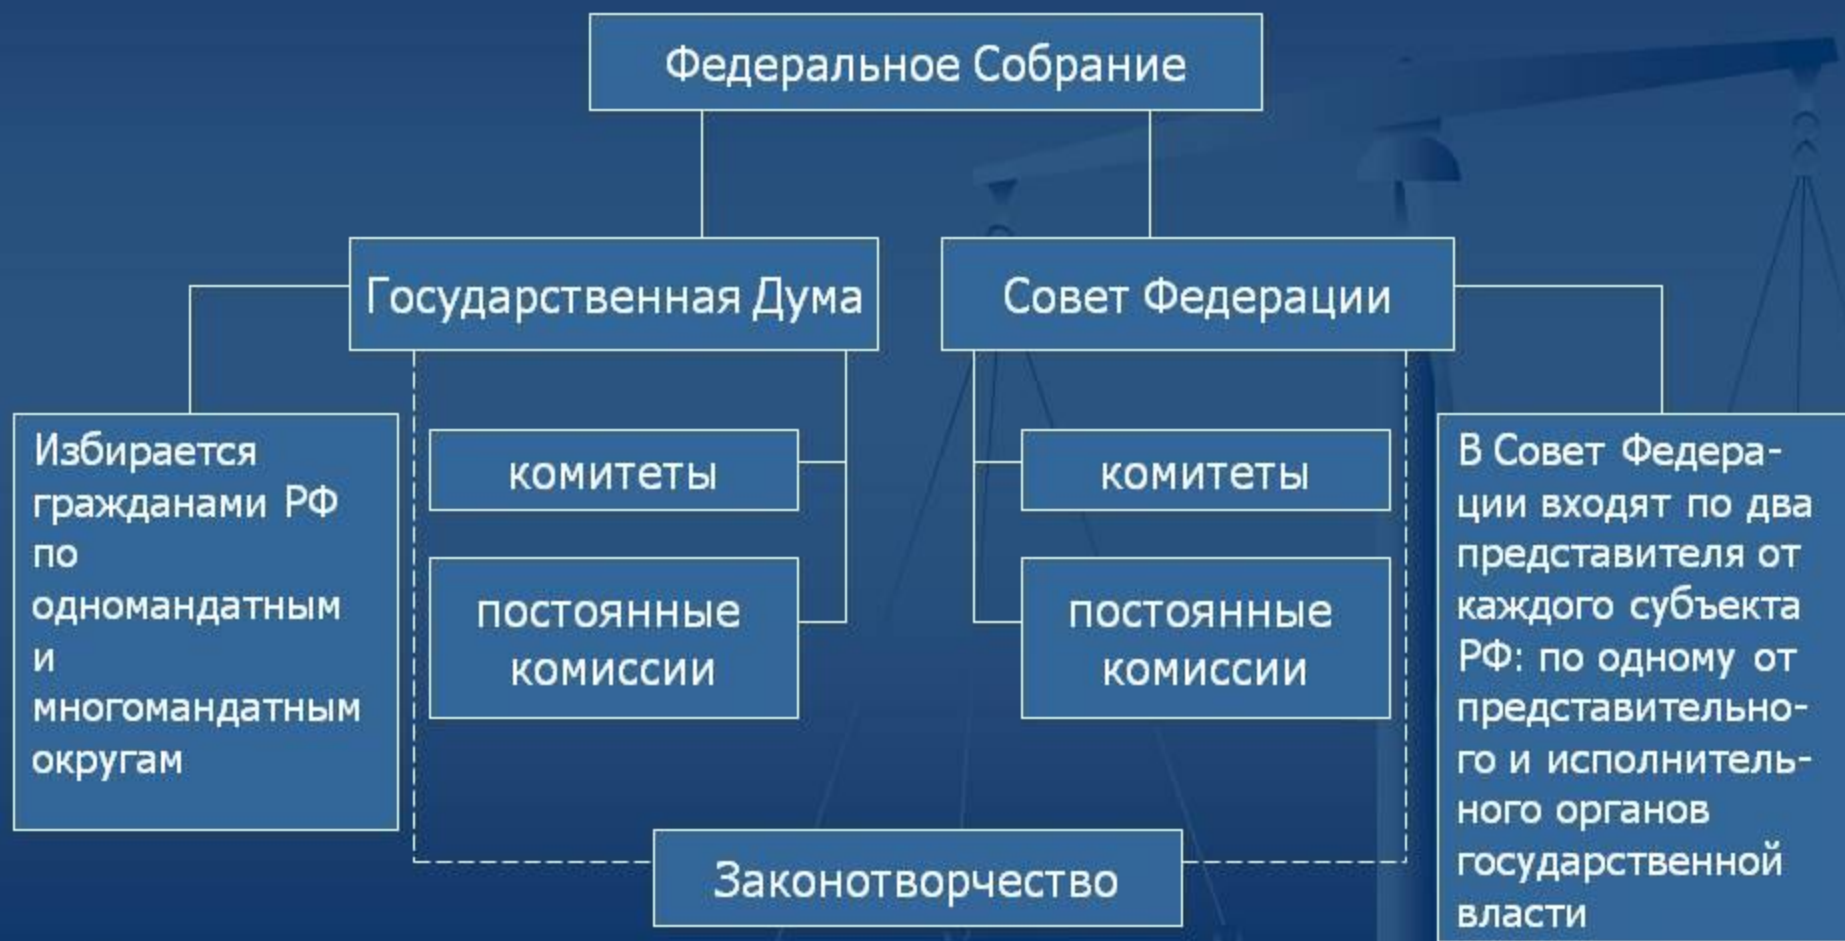 Федеральное Собрание
Государственная Дума
Совет Федерации
Избирается
гражданами РФ
по
одномандатным
и
многомандатным
округам
комитеты
постоянные
комиссии
комитеты
постоянные
комиссии
В Совет Федера-
ции входят по два
представителя от
каждого субъекта
РФ: по одному от
представительно-
го и исполнитель-
ного органов
государственной
власти
Законотворчество